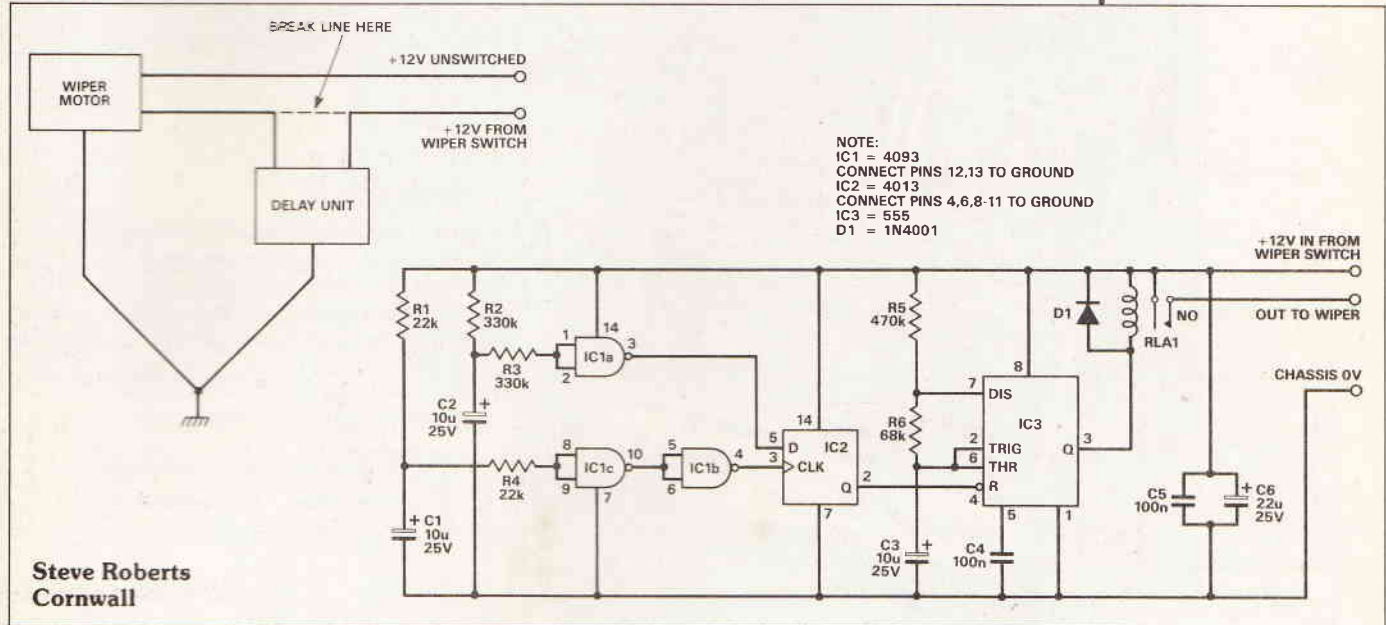 BREAK LINE HERE
+12V UNSWITCHED
WIPER
MOTOR
+12V FROM
WIPER SWITCH
DELAY UNIT
NOTE:
IC1 = 4093
CONNECT PINS 12,13 TO GROUND
IC2 = 4013
CONNECT PINS 4,6,8-11 TO GROUND
IC3 = 555
D1 = 1N4001
+12V IN FROM
WIPER SWITCH
OUT TO WIPER
CHASSIS 0V
R1
22k
R2
330k
1
2
14
3
IC1a
R3
330k
C2
10u
25V
+
8
9
10
7
IC1c
5
6
4
IC1b
R4
22k
C1
10u
25V
+
14
5
D
IC2
3
CLK
Q
2
7
R5
470k
R6
68k
7
DIS
8
IC3
2
TRIG
6
THR
Q
3
R
4
5
1
C3
10u
25V
+
C4
100n
D1
RLA1
NO
C5
100n
+
C6
22u
25V
Steve Roberts
Cornwall